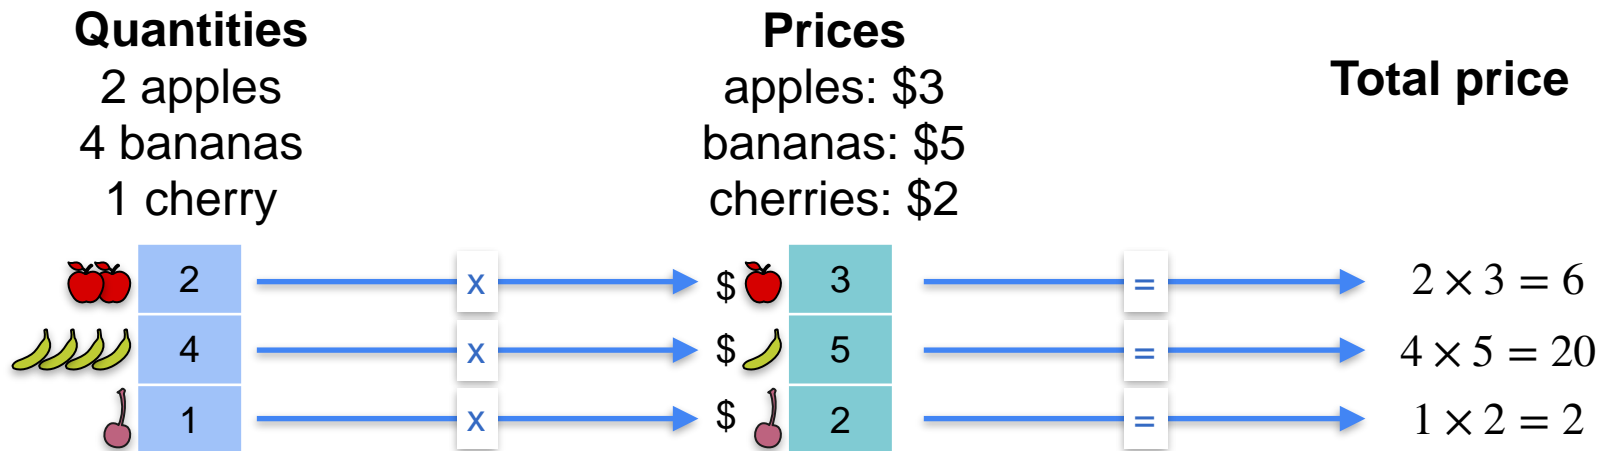 Quantities
2 apples
4 bananas
1 cherry
Prices
apples: $3
bananas: $5
cherries: $2
Total price
2 x $ 3 = 2 × 3 = 6
4 x $ 5 = 4 × 5 = 20
1 x $ 2 = 1 × 2 = 2